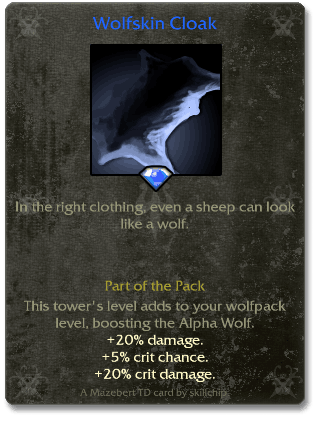 Wolfskin Cloak
In the right clothing, even a sheep can look
like a wolf.
Part of the Pack
This tower's level adds to your wolfpack
level, boosting the Alpha Wolf.
+20% damage.
+5% crit chance.
+20% crit damage.
A Mazebert TD card by skillchip